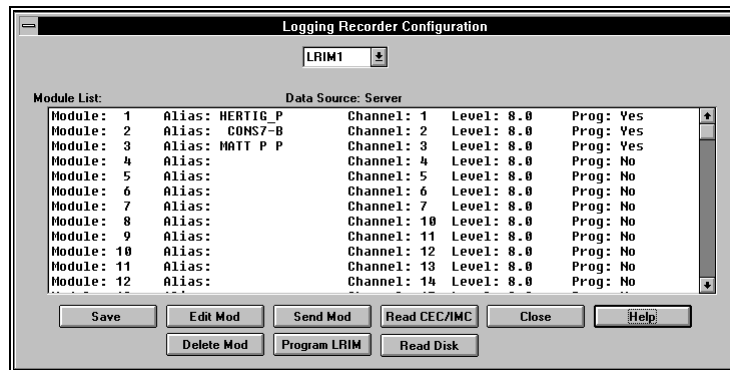 Logging Recorder Configuration
LRIM1
Module List: Data Source: Server
Module: 1 Alias: HERTIG_P Channel: 1 Level: 8.0 Prog: Yes
Module: 2 Alias: CONS7-B Channel: 2 Level: 8.0 Prog: Yes
Module: 3 Alias: MATT P P Channel: 3 Level: 8.0 Prog: Yes
Module: 4 Alias: Channel: 4 Level: 8.0 Prog: No
Module: 5 Alias: Channel: 5 Level: 8.0 Prog: No
Module: 6 Alias: Channel: 6 Level: 8.0 Prog: No
Module: 7 Alias: Channel: 7 Level: 8.0 Prog: No
Module: 8 Alias: Channel: 10 Level: 8.0 Prog: No
Module: 9 Alias: Channel: 11 Level: 8.0 Prog: No
Module: 10 Alias: Channel: 12 Level: 8.0 Prog: No
Module: 11 Alias: Channel: 13 Level: 8.0 Prog: No
Module: 12 Alias: Channel: 14 Level: 8.0 Prog: No
Save Edit Mod Send Mod Read CEC/IMC Close Help
Delete Mod Program LRIM Read Disk